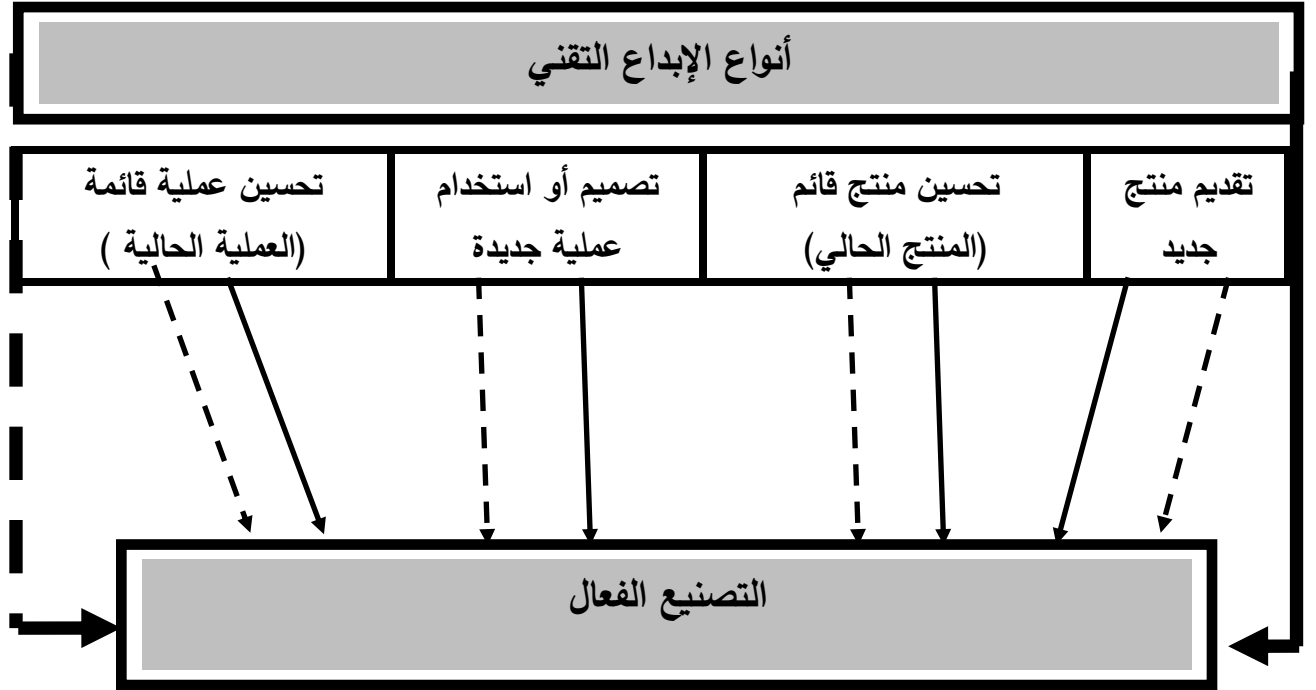 أنواع الإبداع التقني
تقديم منتج
جديد
تحسين منتج قائم
(المنتج الحالي)
تصميم أو استخدام
عملية جديدة
تحسين عملية قائمة
(العملية الحالية )
التصنيع الفعال